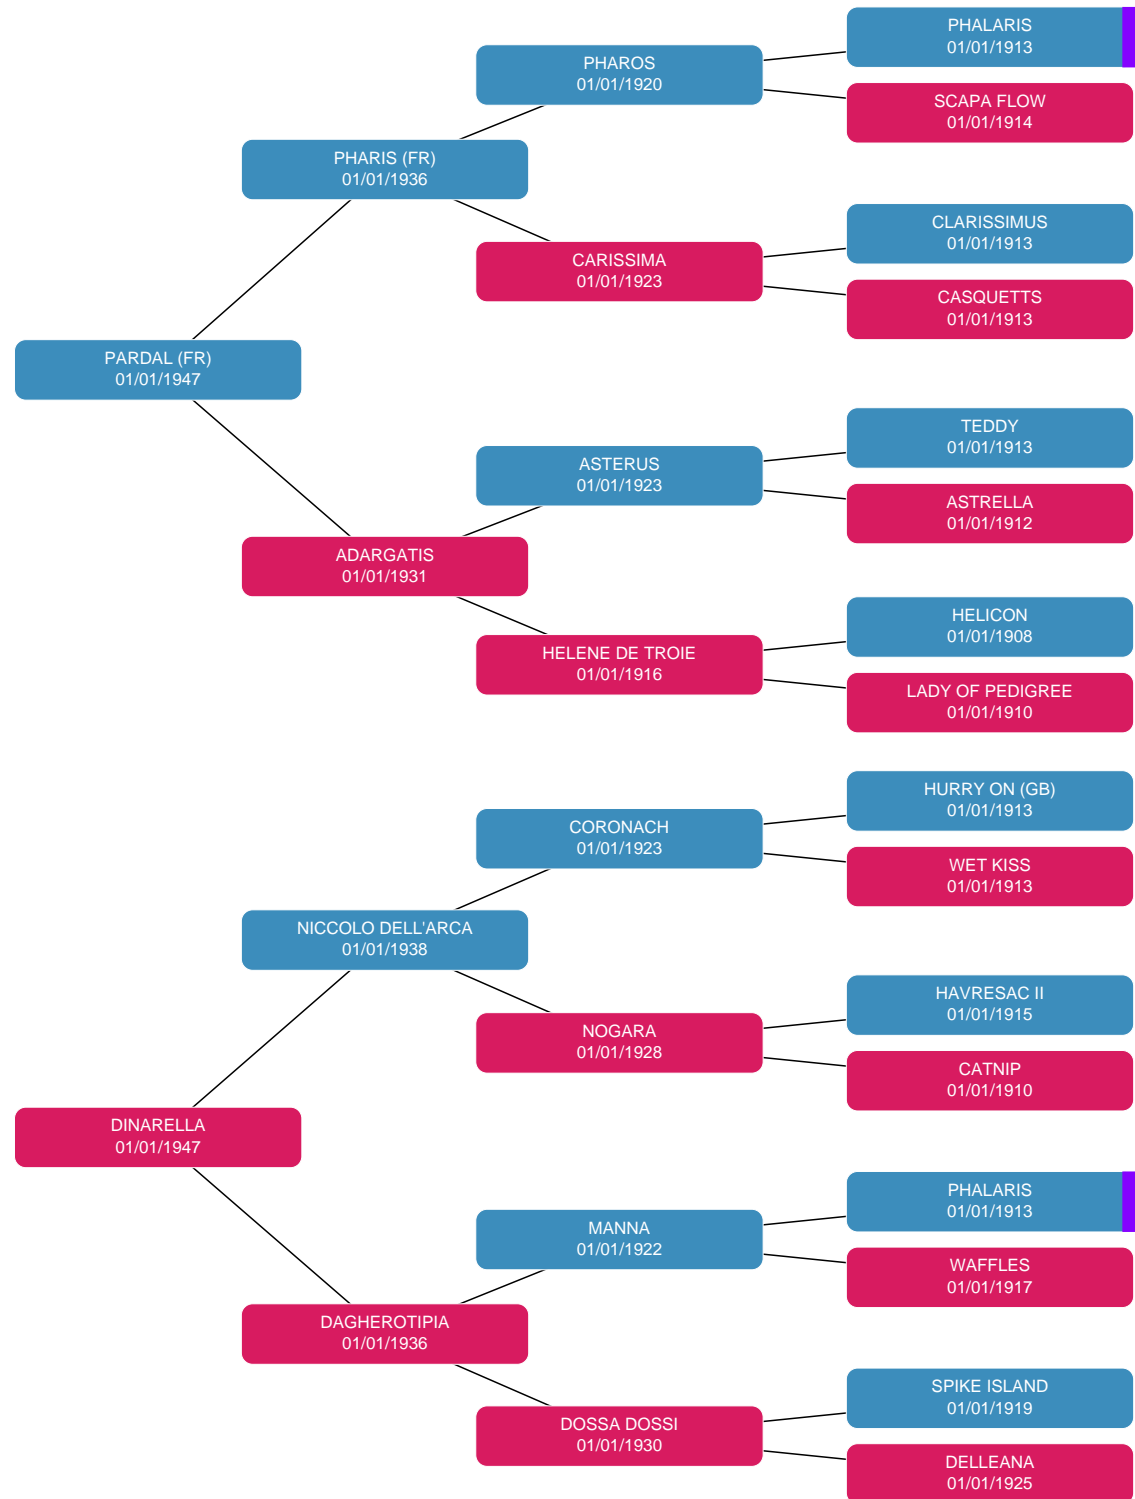 PHALARIS
01/01/1913
PHAROS
01/01/1920
SCAPA FLOW
01/01/1914
PHARIS (FR)
01/01/1936
CLARISSIMUS
01/01/1913
CARISSIMA
01/01/1923
CASQUETTS
01/01/1913
PARDAL (FR)
01/01/1947
TEDDY
01/01/1913
ASTERUS
01/01/1923
ASTRELLA
01/01/1912
ADARGATIS
01/01/1931
HELICON
01/01/1908
HELENE DE TROIE
01/01/1916
LADY OF PEDIGREE
01/01/1910
HURRY ON (GB)
01/01/1913
CORONACH
01/01/1923
WET KISS
01/01/1913
NICCOLO DELL'ARCA
01/01/1938
HAVRESAC II
01/01/1915
NOGARA
01/01/1928
CATNIP
01/01/1910
DINARELLA
01/01/1947
PHALARIS
01/01/1913
MANNA
01/01/1922
WAFFLES
01/01/1917
DAGHEROTIPIA
01/01/1936
SPIKE ISLAND
01/01/1919
DOSSA DOSSI
01/01/1930
DELLEANA
01/01/1925